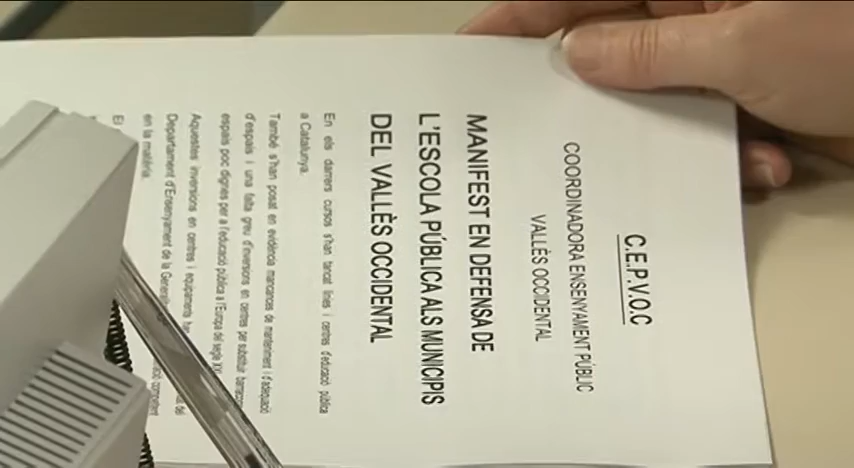 C.E.P.V.O.C
COORDINADORA ENSENYAMENT PÚBLIC
VALLÈS OCCIDENTAL
MANIFEST EN DEFENSA DE
L'ESCOLA PÚBLICA ALS MUNICIPIS
DEL VALLÈS OCCIDENTAL
En els darrers cursos s'han tancat línies i centres d'educació pública
a Catalunya.
També s'han posat en evidència mancances de manteniment i d'adequació
d'espais i una falta greu d'inversions en centres per substituir barracons
espais poc dignes per a l'educació pública a l'Europa del segle XXI
Aquestes inversions en centres i equipaments
Departament d'Ensenyament de la
en la matèria.
El